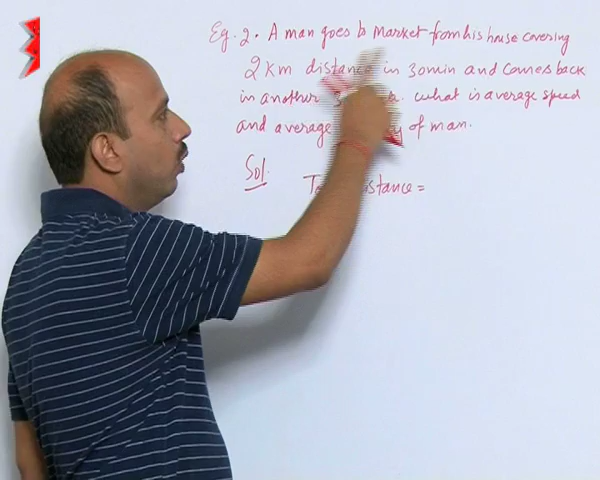 Eg. 2. A man goes to Market from his house covering
2 km distance in 30 min and comes back
in another what is average speed
and average of man.
Sol. distance =